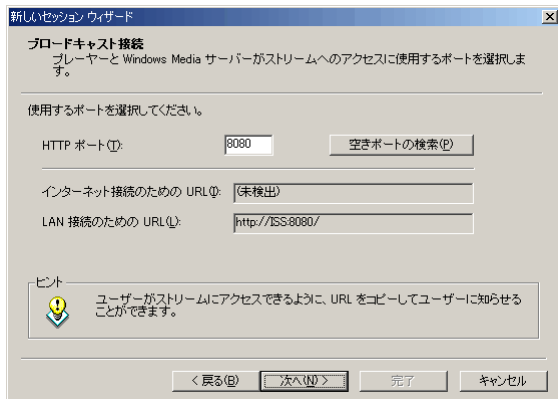 新しいセッション ウィザード
ブロードキャスト接続
プレーヤーと Windows Media サーバーがストリームへのアクセスに使用するポートを選択しま
す。
使用するポートを選択してください。
HTTP ポート(T):
8080
空きポートの検索(P)
インターネット接続のための URL(I):
(未検出)
LAN 接続のための URL(L):
http://ISS:8080/
ヒント
ユーザーがストリームにアクセスできるように、URL をコピーしてユーザーに知らせる
ことができます。
< 戻る(B)
次へ(N) >
完了
キャンセル